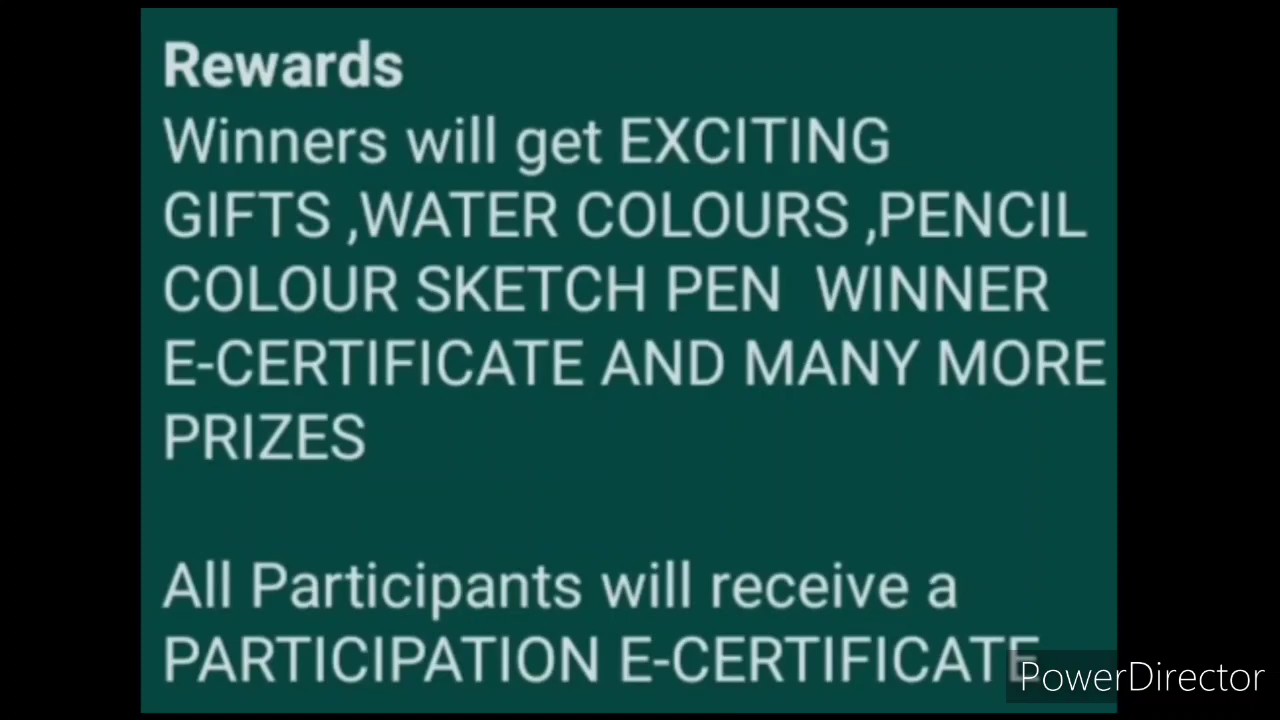 Rewards
Winners will get EXCITING
GIFTS ,WATER COLOURS ,PENCIL
COLOUR SKETCH PEN  WINNER
E-CERTIFICATE AND MANY MORE
PRIZES
All Participants will receive a
PARTICIPATION E-CERTIFICATE
PowerDirector